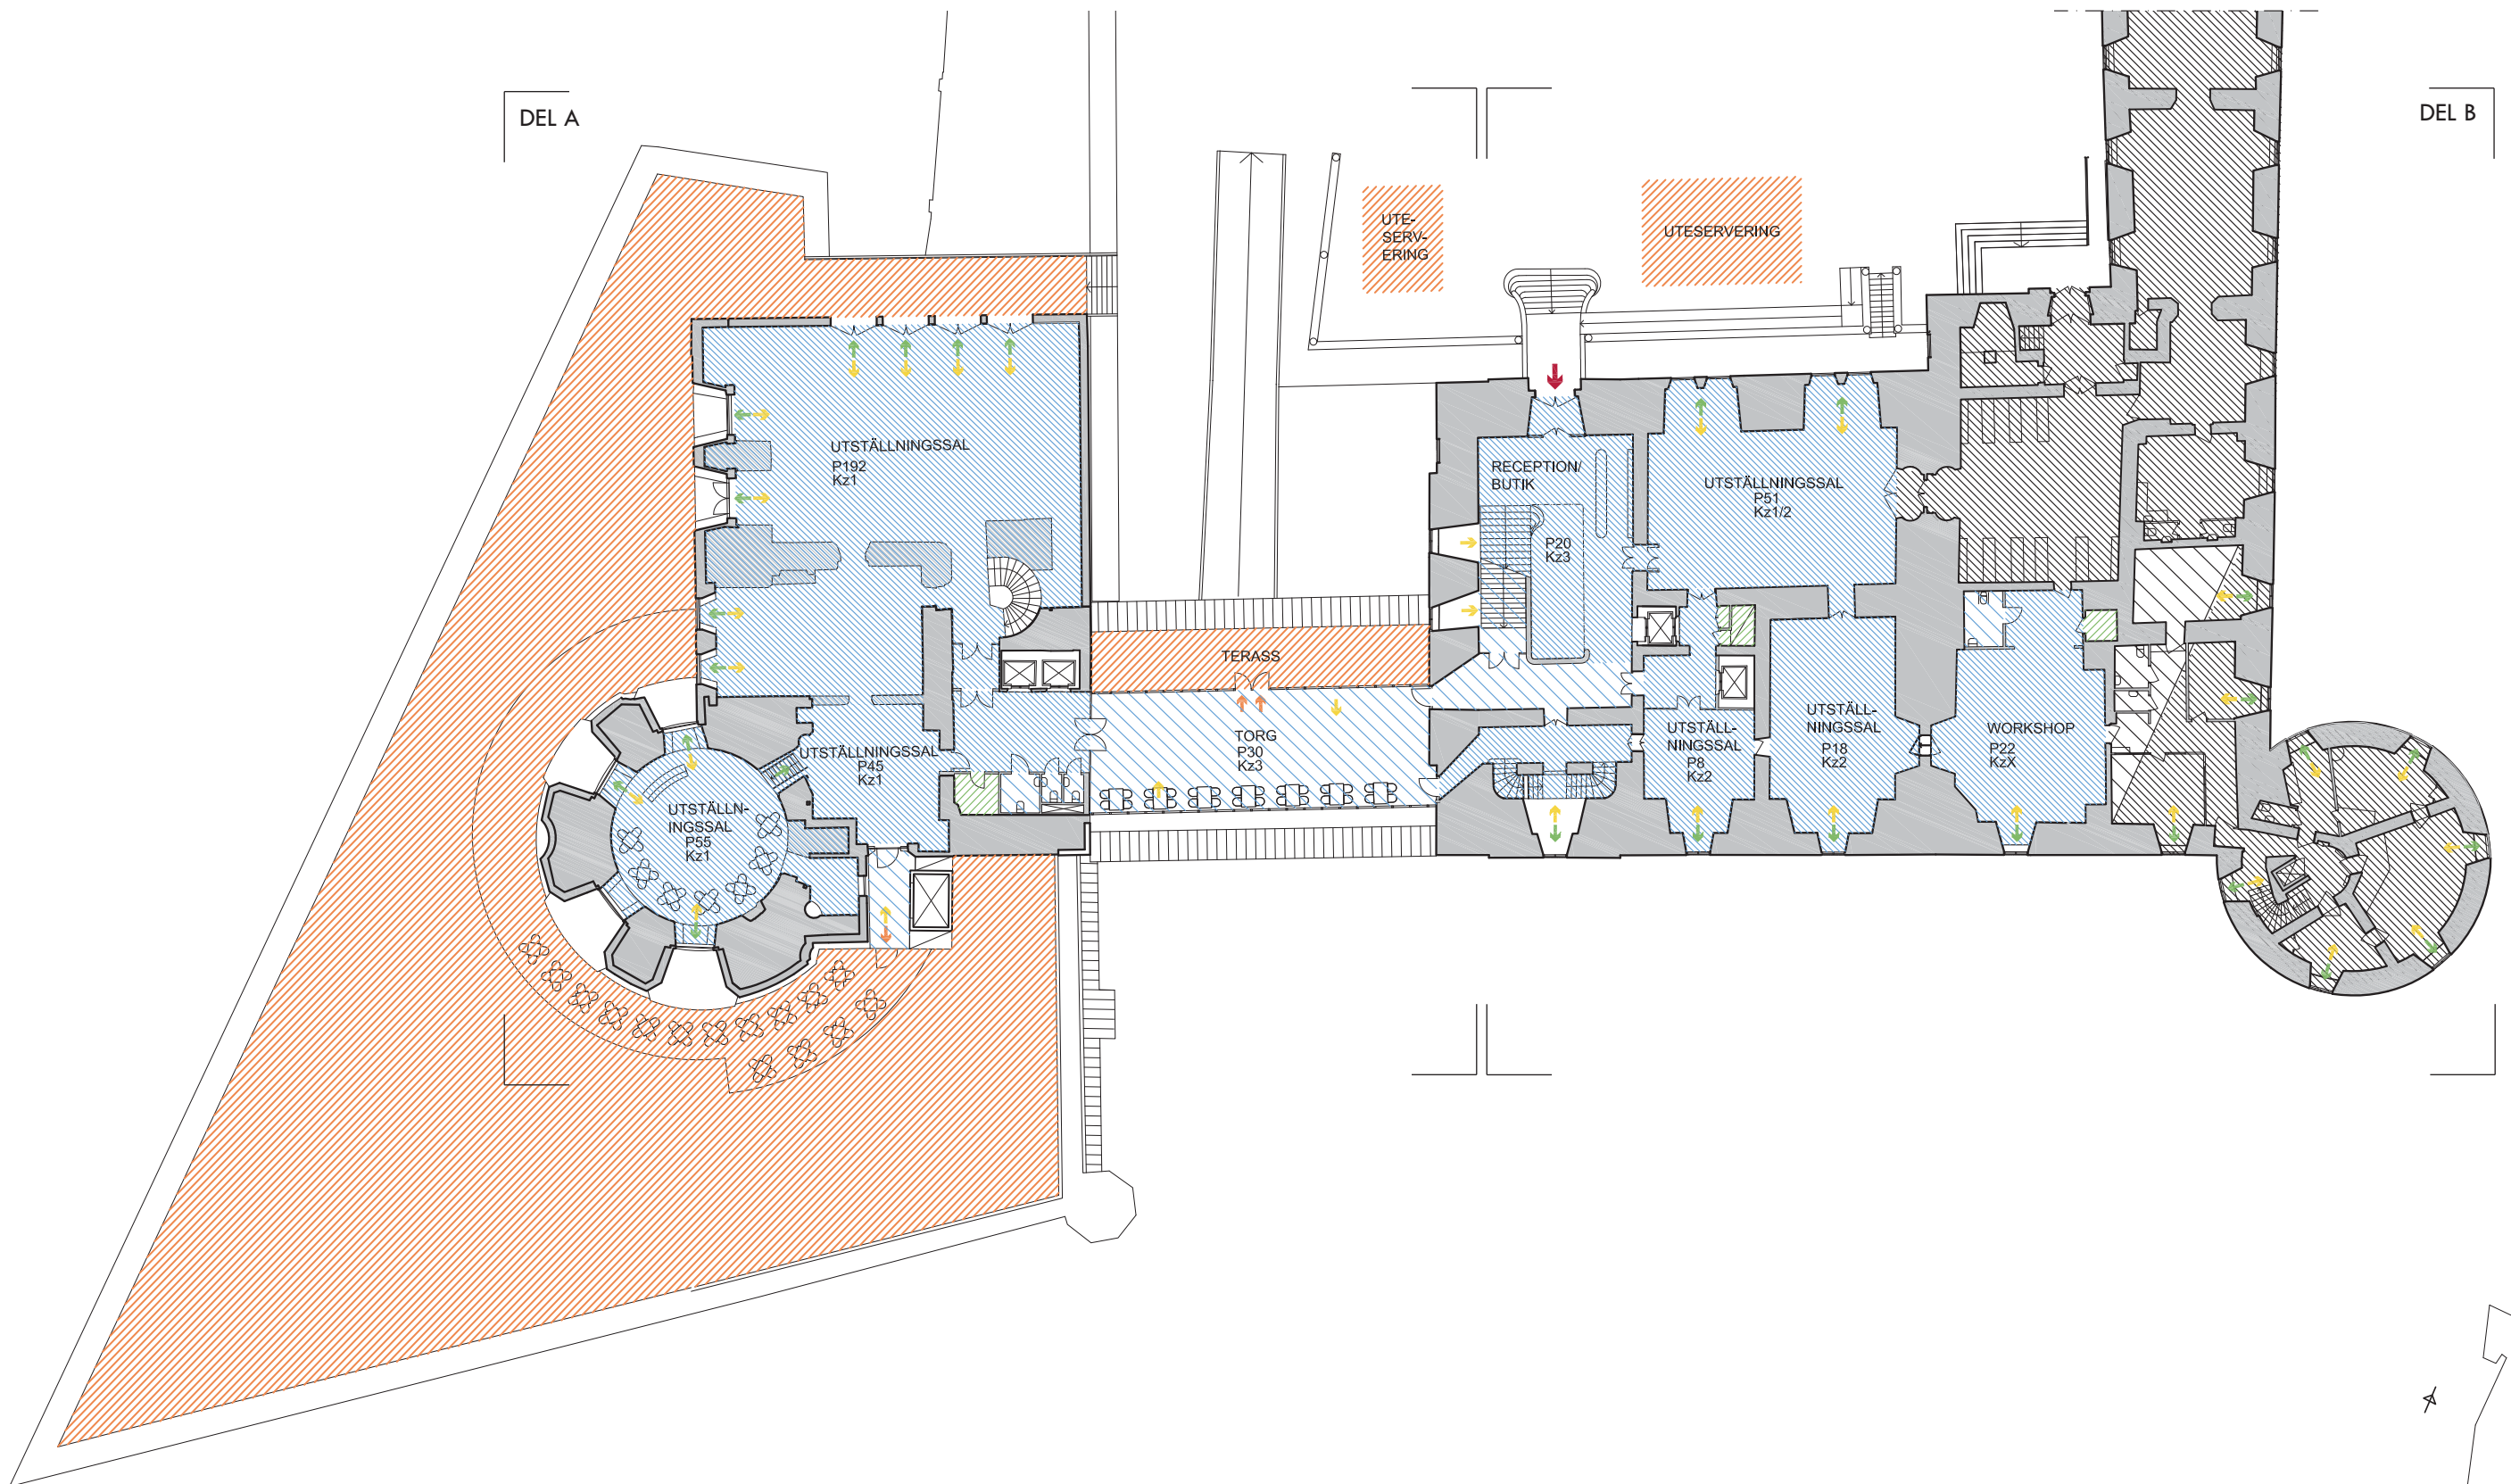 DEL A
DEL B
UTE-
SERV-
ERING
UTESERVERING
UTSTÄLLNINGSSAL
P192
Kz1
RECEPTION/
BUTIK
P20
Kz3
UTSTÄLLNINGSSAL
P51
Kz1/2
TERASS
TORG
P30
Kz3
UTSTÄLLNINGSSAL
P45
Kz1
UTSTÄLLN-
INGSSAL
P55
Kz1
UTSTÄLL-
NINGSSAL
P8
Kz2
UTSTÄLL-
NINGSSAL
P18
Kz2
WORKSHOP
P22
KzX